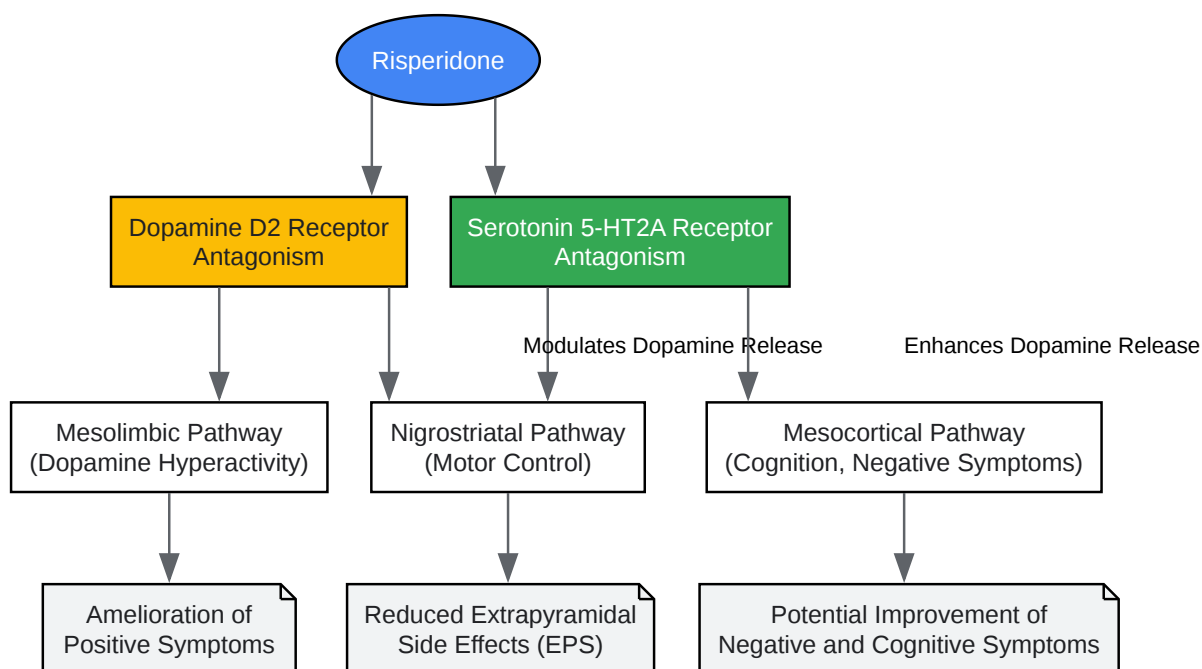 Risperidone
Dopamine D2 Receptor
Antagonism
Serotonin 5-HT2A Receptor
Antagonism
Modulates Dopamine Release
Enhances Dopamine Release
Mesolimbic Pathway
(Dopamine Hyperactivity)
Nigrostriatal Pathway
(Motor Control)
Mesocortical Pathway
(Cognition, Negative Symptoms)
Amelioration of
Positive Symptoms
Reduced Extrapyramidal
Side Effects (EPS)
Potential Improvement of
Negative and Cognitive Symptoms